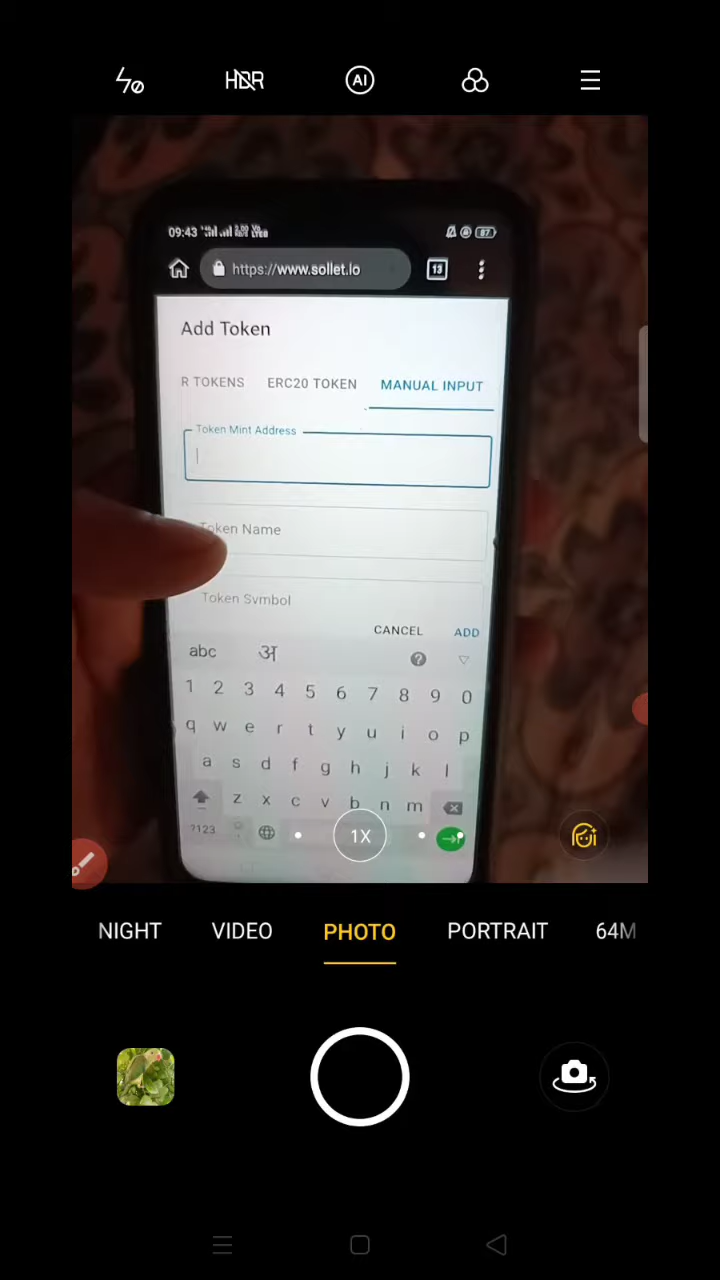 HDR
AI
09:43
87
https://www.sollet.io
13
Add Token
R TOKENS
ERC20 TOKEN
MANUAL INPUT
Token Mint Address
Token Name
Token Symbol
CANCEL
ADD
abc
अ
?
1 2 3 4 5 6 7 8 9 0
q w e r t y u i o p
a s d f g h j k l
z x c v b n m
?123
1X
NIGHT
VIDEO
PHOTO
PORTRAIT
64M